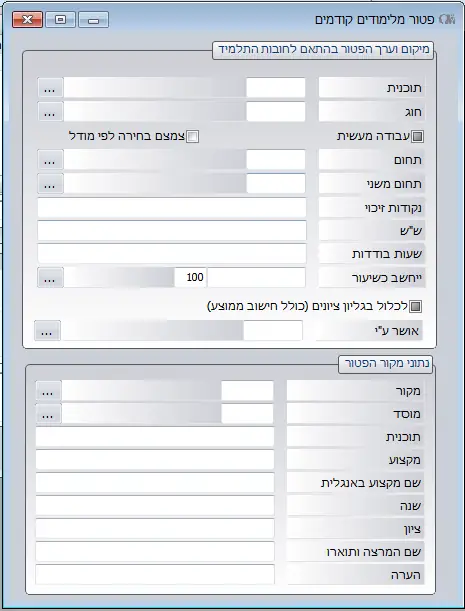 פטור מלימודים קודמים
מיקום וערך הפטור בהתאם לחובות התלמיד
תוכנית ...
חוג ...
עבודה מעשית צמצם בחירה לפי מודל
תחום ...
תחום משני ...
נקודות זיכוי
ש"ש
שעות בודדות
ייחשב כשיעור 100 ...
לכלול בגליון ציונים (כולל חישוב ממוצע)
אושר ע"י ...
נתוני מקור הפטור
מקור ...
מוסד ...
תוכנית
מקצוע
שם מקצוע באנגלית
שנה
ציון
שם המרצה ותוארו
הערה